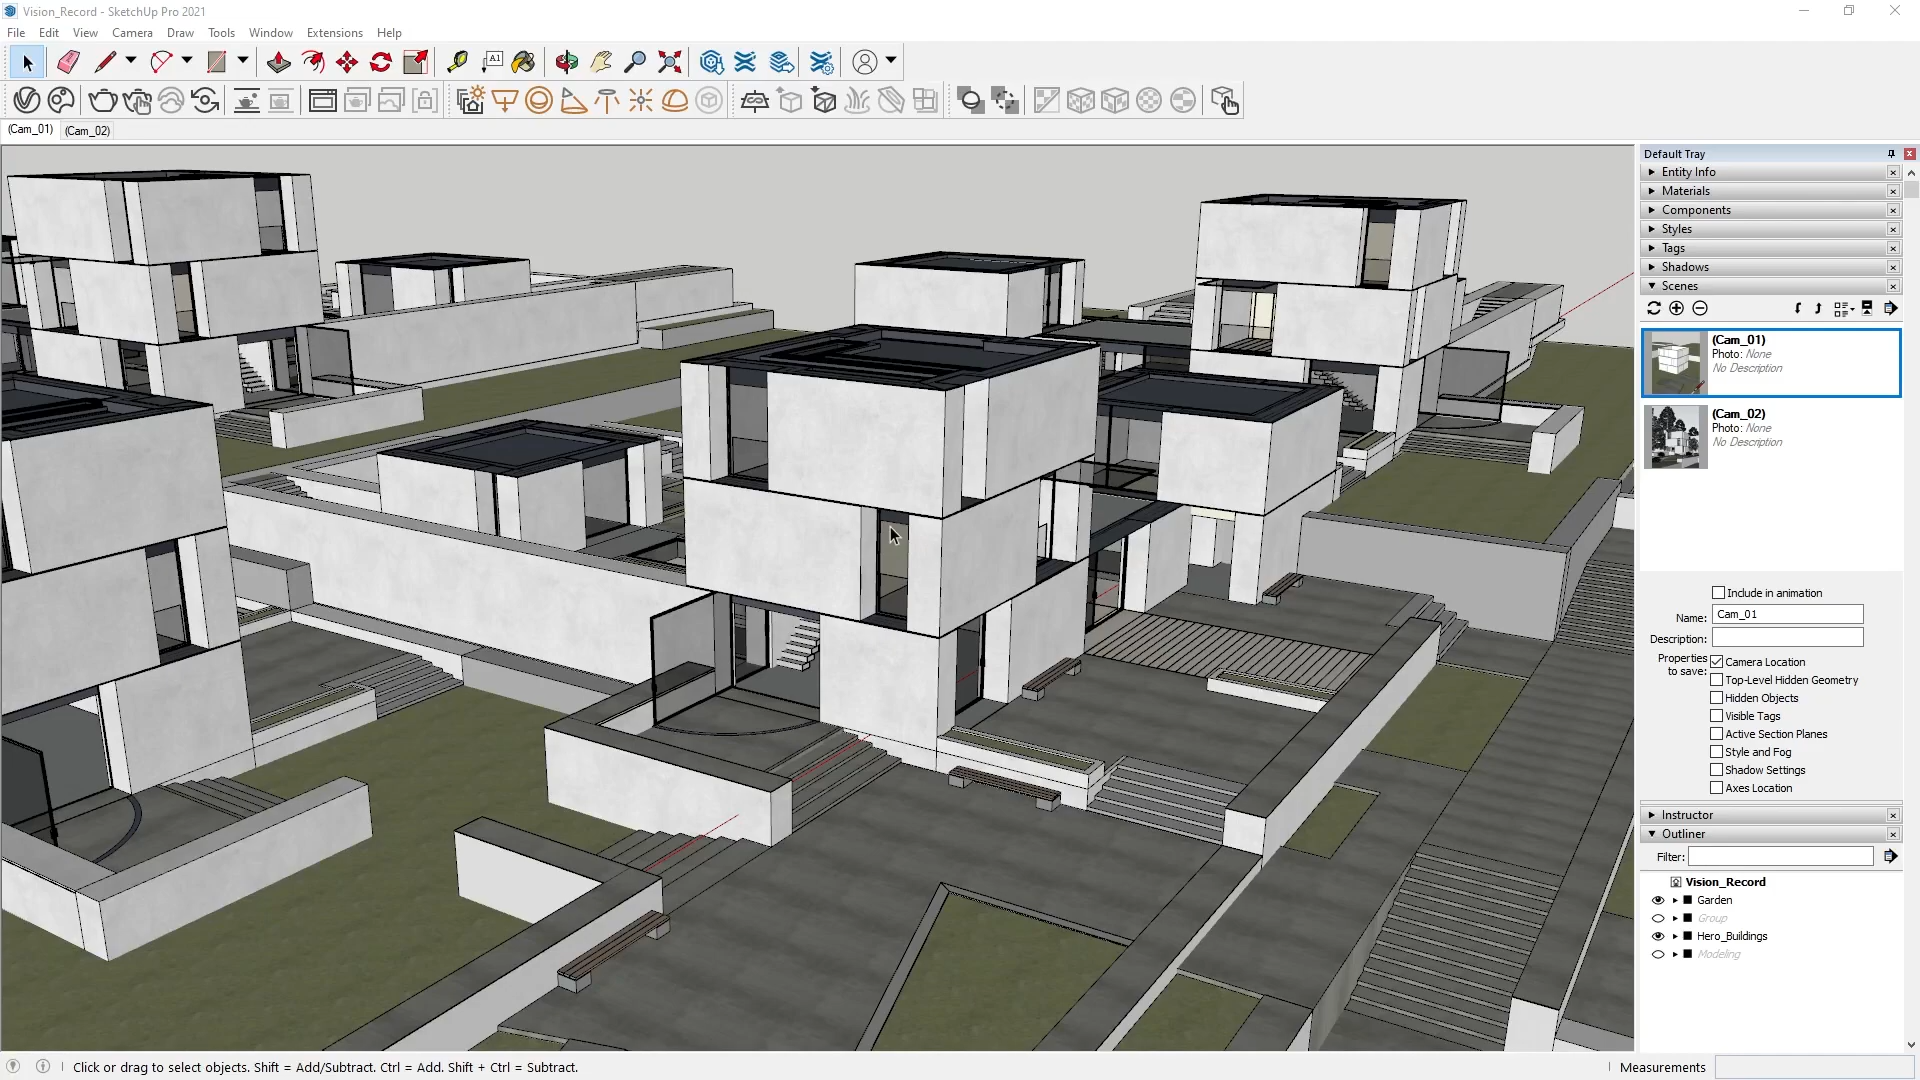 Vision_Record - SketchUp Pro 2021
File Edit View Camera Draw Tools Window Extensions Help
A1
(Cam_01) (Cam_02)
Default Tray
Entity Info
Materials
Components
Styles
Tags
Shadows
Scenes
(Cam_01)
Photo: None
No Description
(Cam_02)
Photo: None
No Description
Include in animation
Name: Cam_01
Description:
Properties to save:
Camera Location
Top-Level Hidden Geometry
Hidden Objects
Visible Tags
Active Section Planes
Style and Fog
Shadow Settings
Axes Location
Instructor
Outliner
Filter:
Vision_Record
Garden
Group
Hero_Buildings
Modeling
Click or drag to select objects. Shift = Add/Subtract. Ctrl = Add. Shift + Ctrl = Subtract.
Measurements